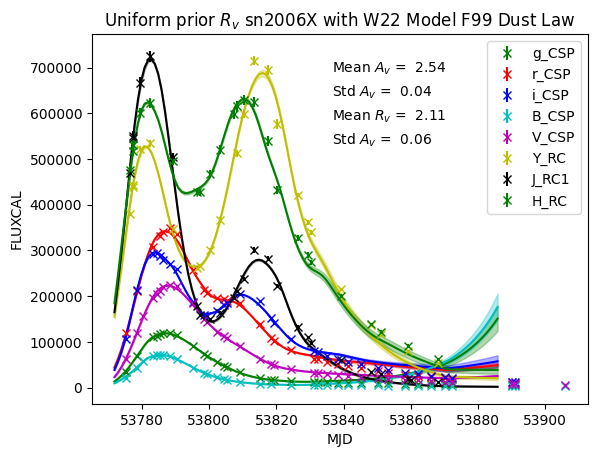 Uniform prior R_v sn2006X with W22 Model F99 Dust Law
Mean A_v = 2.54
Std A_v = 0.04
Mean R_v = 2.11
Std A_v = 0.06
g_CSP
r_CSP
i_CSP
B_CSP
V_CSP
Y_RC
J_RC1
H_RC
FLUXCAL
700000
600000
500000
400000
300000
200000
100000
0
53780 53800 53820 53840 53860 53880 53900
MJD